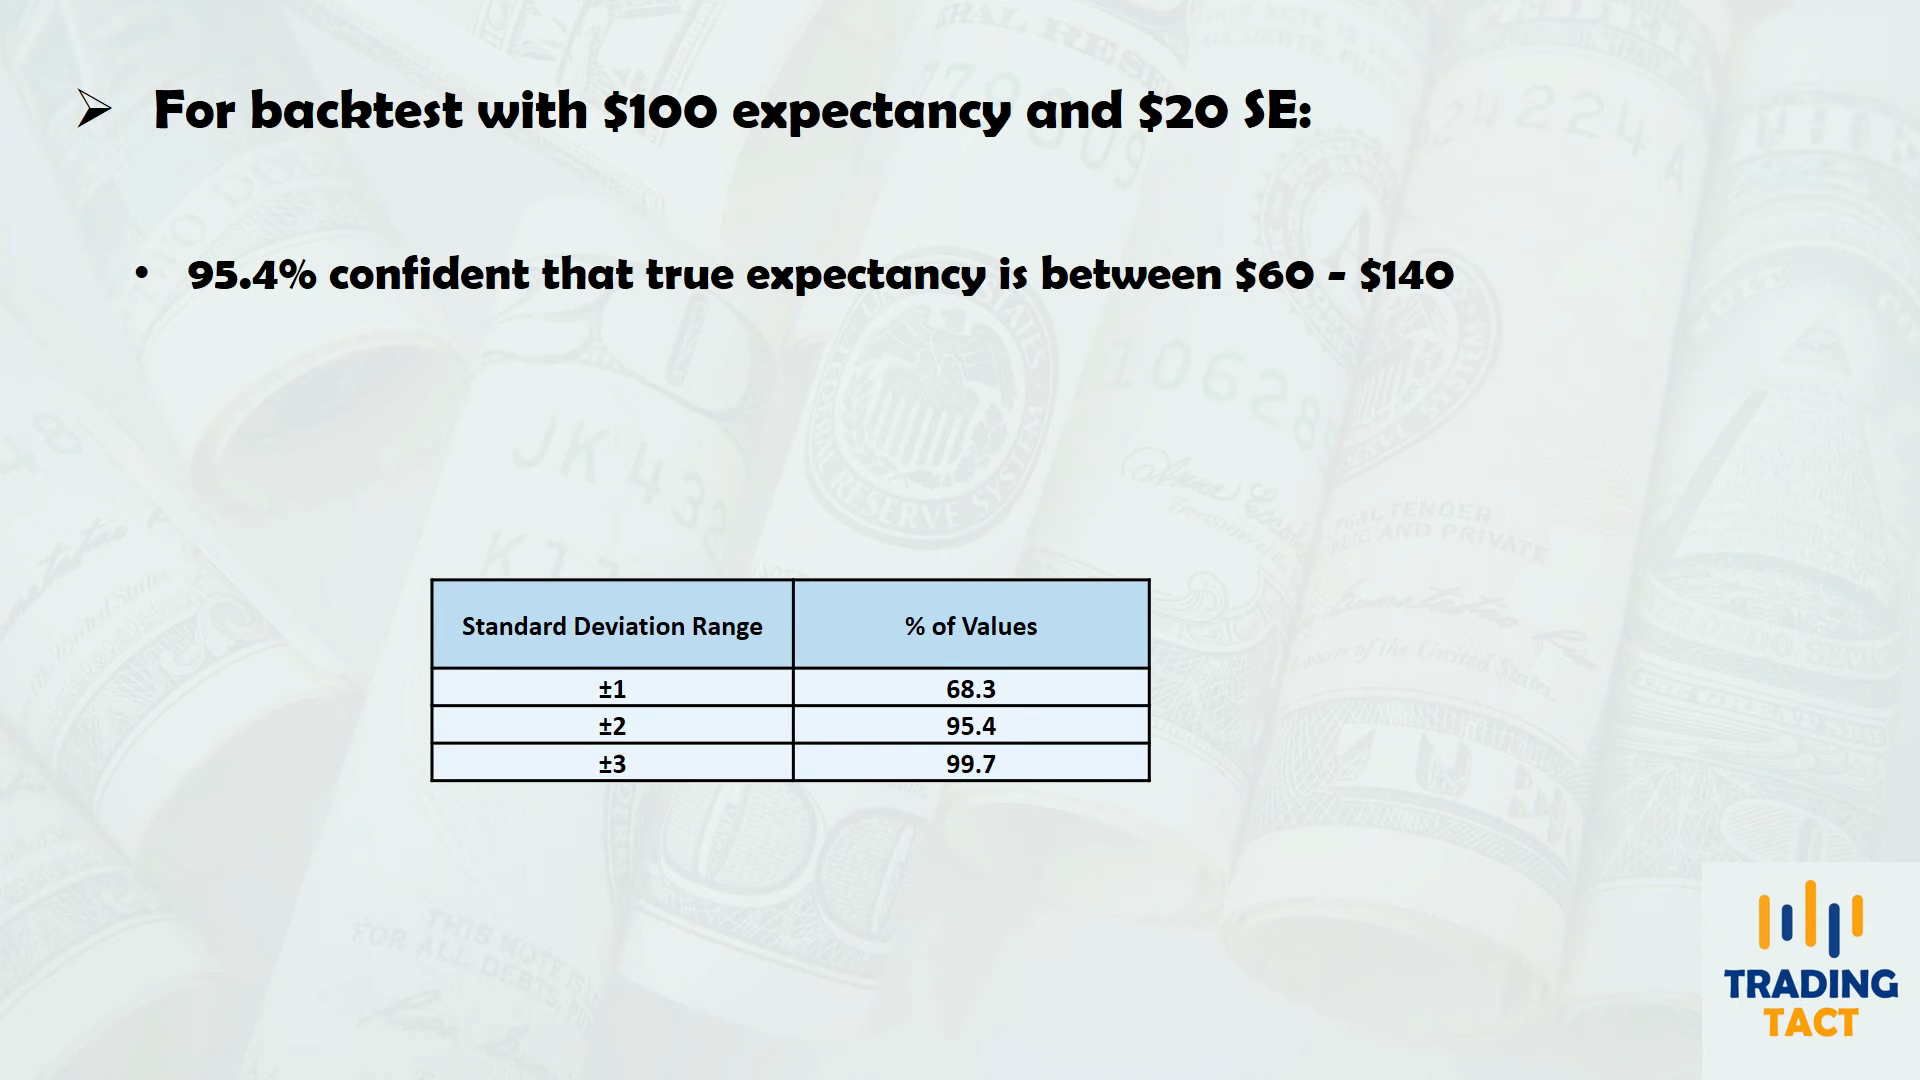 ➢ For backtest with $100 expectancy and $20 SE:
• 95.4% confident that true expectancy is between $60 - $140
Standard Deviation Range % of Values
±1 68.3
±2 95.4
±3 99.7
TRADING
TACT